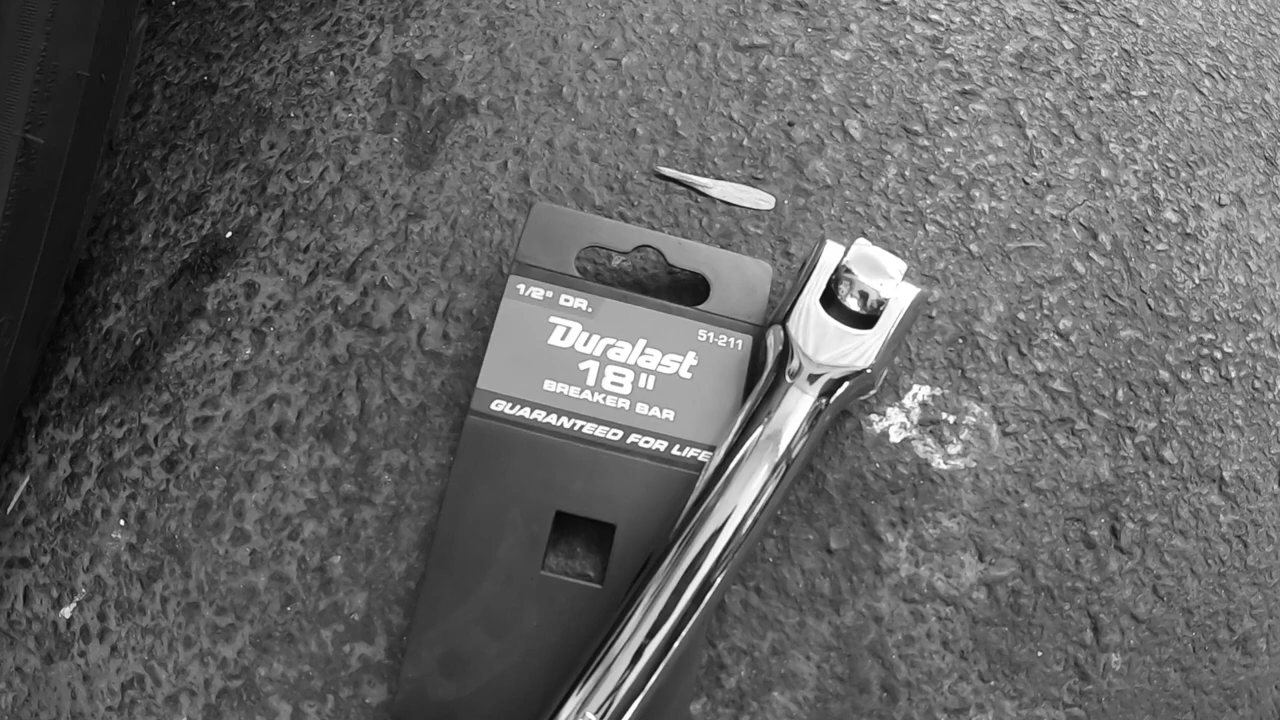 1/2" DR.
51-211
Duralast
18"
BREAKER BAR
GUARANTEED FOR LIFE